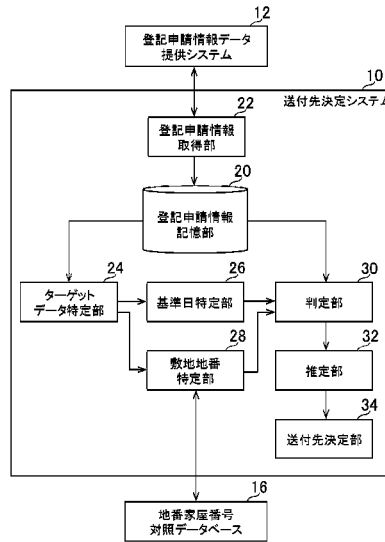 12
登記申請情報データ
提供システム
10
送付先決定システム
22
登記申請情報
取得部
20
登記申請情報
記憶部
24
ターゲット
データ特定部
26
基準日特定部
30
判定部
28
敷地地番
特定部
32
推定部
34
送付先決定部
16
地番家屋番号
対照データベース